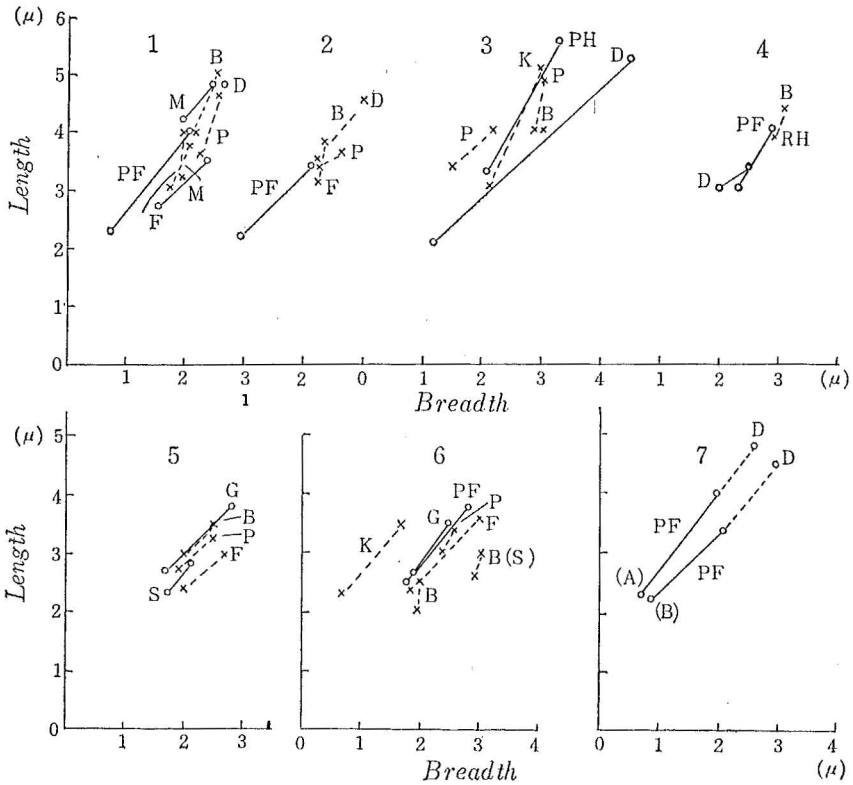 (μ)
6
1 2 3 4
B PH
5 K D
M D B P B
4 P B D PF
P PF RH
PF M PF F D
3 F
2
1
0
Length
1 2 3 2 0 1 2 3 4 1 2 3 (μ)
1
Breadth
(μ)
5 6 7
5 D
D
4 G PF P
B G F
3 P K PF
F B(S)
S B (A) PF
2 (B)
1
0
Length
1 2 3 1 2 3 4 0 1 2 3 4
Breadth (μ)